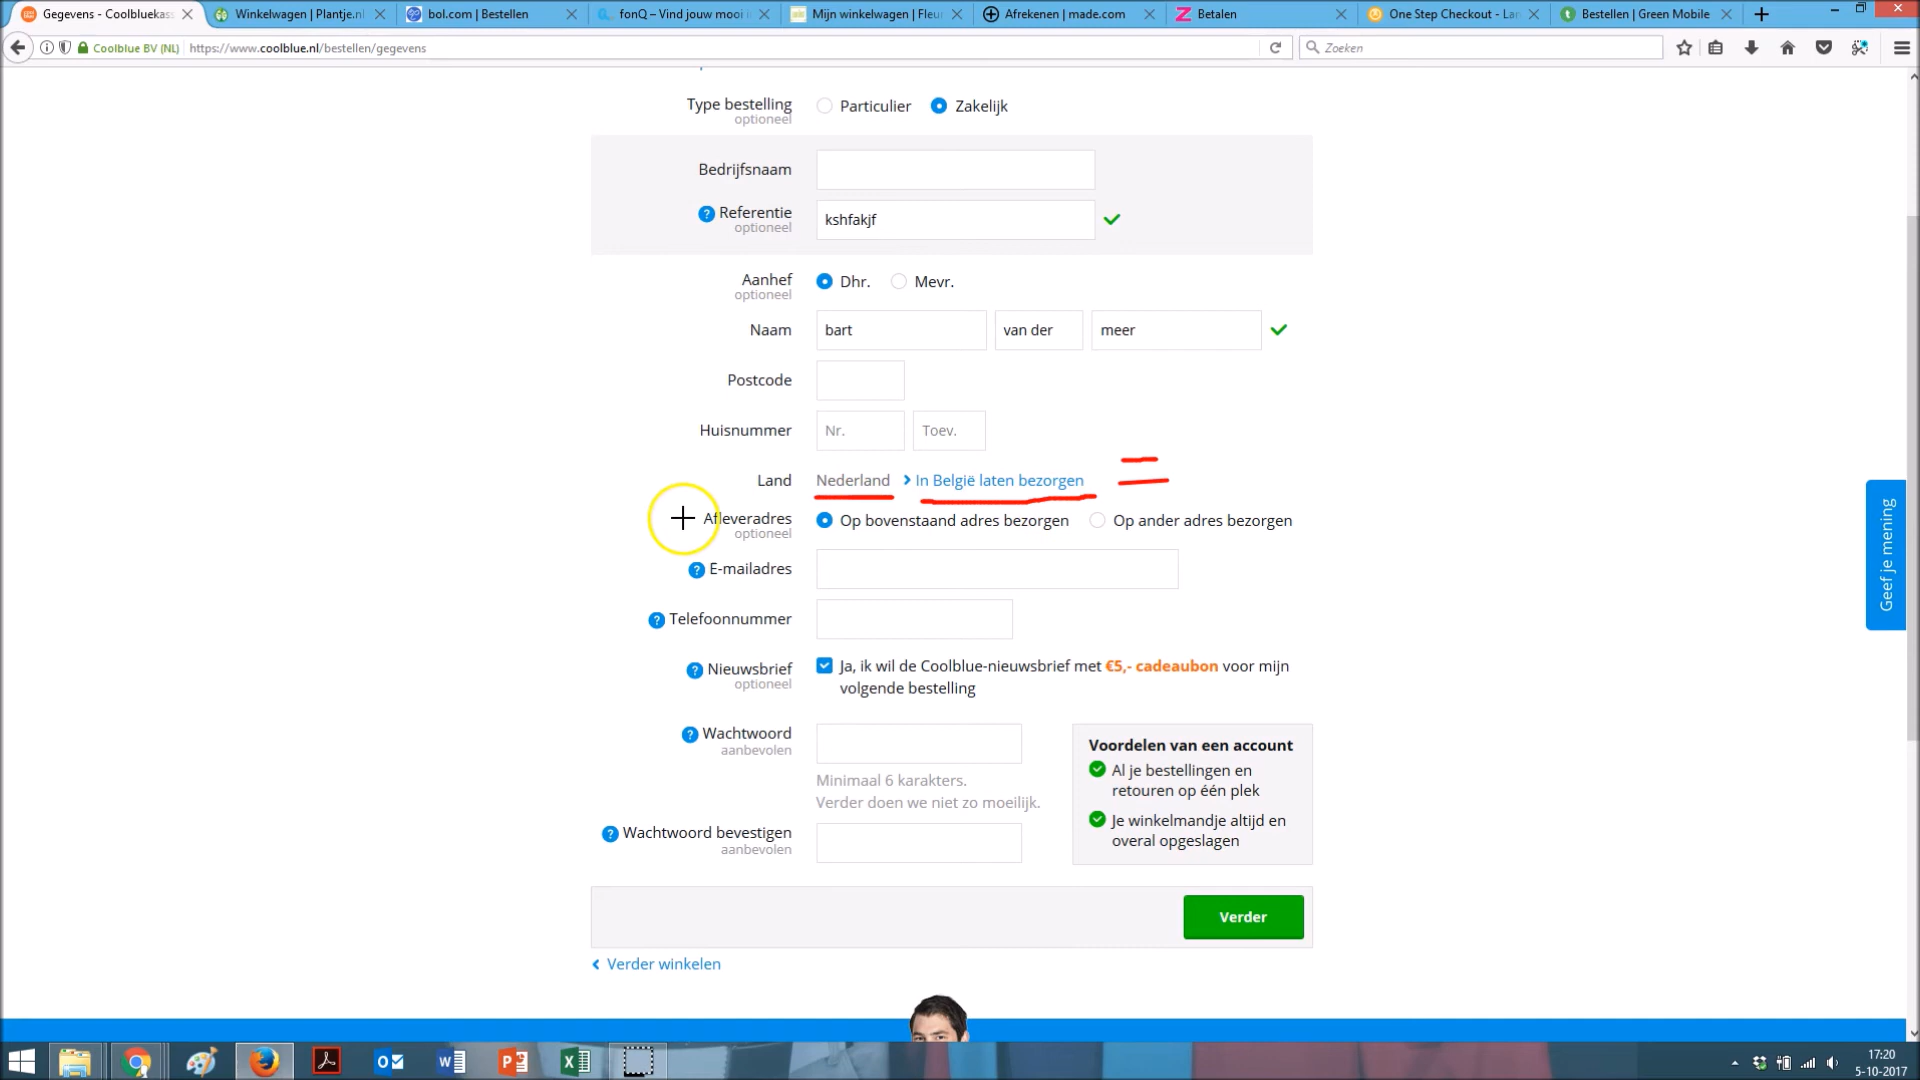 Gegevens - Coolbluekass
Winkelwagen | Plantje.nl
bol.com | Bestellen
fonQ – Vind jouw mooi
Mijn winkelwagen | Fleu
Afrekenen | made.com
Betalen
One Step Checkout - La
Bestellen | Green Mobile
Coolblue BV (NL)
https://www.coolblue.nl/bestellen/gegevens
Zoeken
Type bestelling
optioneel
Particulier
Zakelijk
Bedrijfsnaam
Referentie
optioneel
kshfakjf
Aanhef
optioneel
Dhr.
Mevr.
Naam
bart
van der
meer
Postcode
Huisnummer
Nr.
Toev.
Land
Nederland
In België laten bezorgen
Afleveradres
optioneel
Op bovenstaand adres bezorgen
Op ander adres bezorgen
E-mailadres
Telefoonnummer
Nieuwsbrief
optioneel
Ja, ik wil de Coolblue-nieuwsbrief met €5,- cadeaubon voor mijn
volgende bestelling
Wachtwoord
aanbevolen
Minimaal 6 karakters.
Verder doen we niet zo moeilijk.
Wachtwoord bevestigen
aanbevolen
Voordelen van een account
Al je bestellingen en
retouren op één plek
Je winkelmandje altijd en
overal opgeslagen
Verder
Verder winkelen
Geef je mening
17:20
5-10-2017